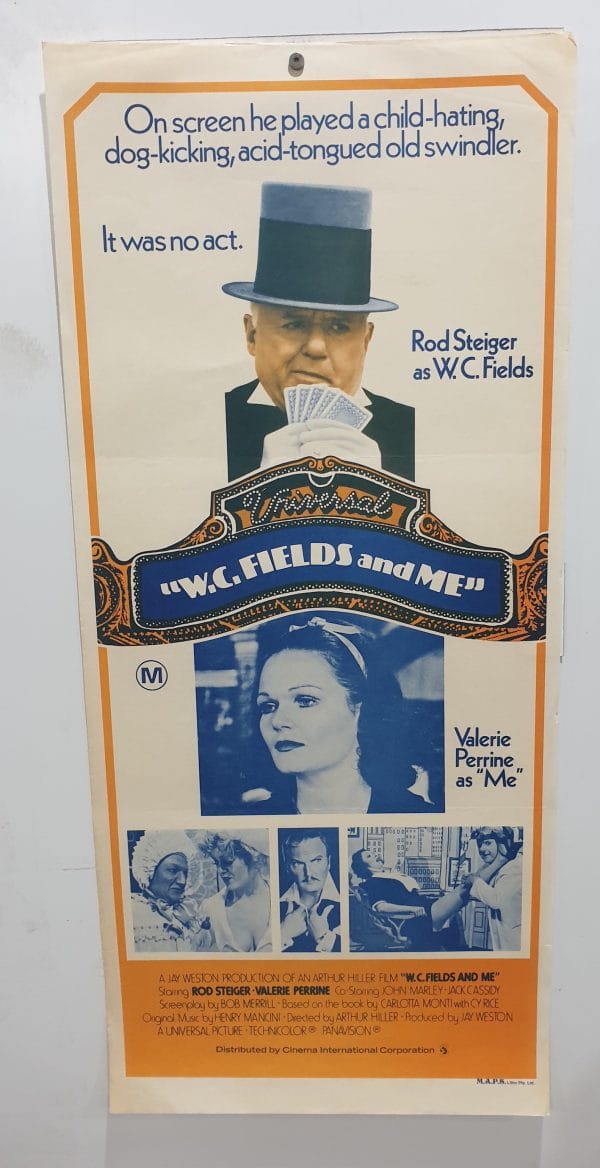 On screen he played a child-hating,
dog-kicking, acid-tongued old swindler.
It was no act.
Rod Steiger
as W.C. Fields
Universal
"W.C. FIELDS and ME"
M
Valerie
Perrine
as "Me"
A JAY WESTON PRODUCTION OF AN ARTHUR HILLER FILM "W.C. FIELDS AND ME"
Starring ROD STEIGER · VALERIE PERRINE Co-Starring JOHN MARLEY · JACK CASSIDY
Screenplay by BOB MERRILL · Based on the book by CARLOTTA MONTI with CY RICE
Original Music by HENRY MANCINI · Directed by ARTHUR HILLER · Produced by JAY WESTON
A UNIVERSAL PICTURE · TECHNICOLOR® PANAVISION®
Distributed by Cinema International Corporation
M.A.P.S. Litho Pty. Ltd.